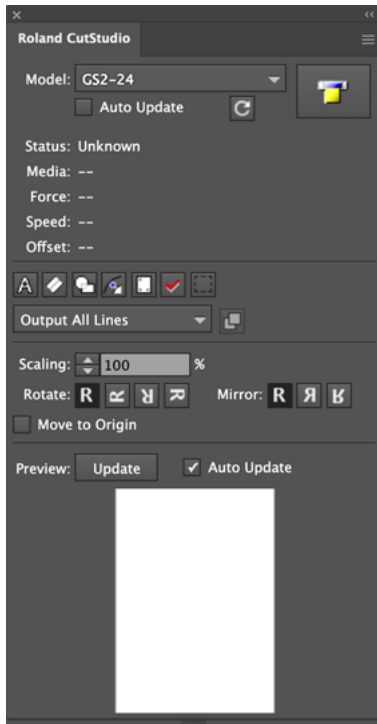 Roland CutStudio
Model: GS2-24
Auto Update
Status: Unknown
Media: --
Force: --
Speed: --
Offset: --
A
Output All Lines
Scaling: 100 %
Rotate: R R R R Mirror: R R R
Move to Origin
Preview: Update Auto Update